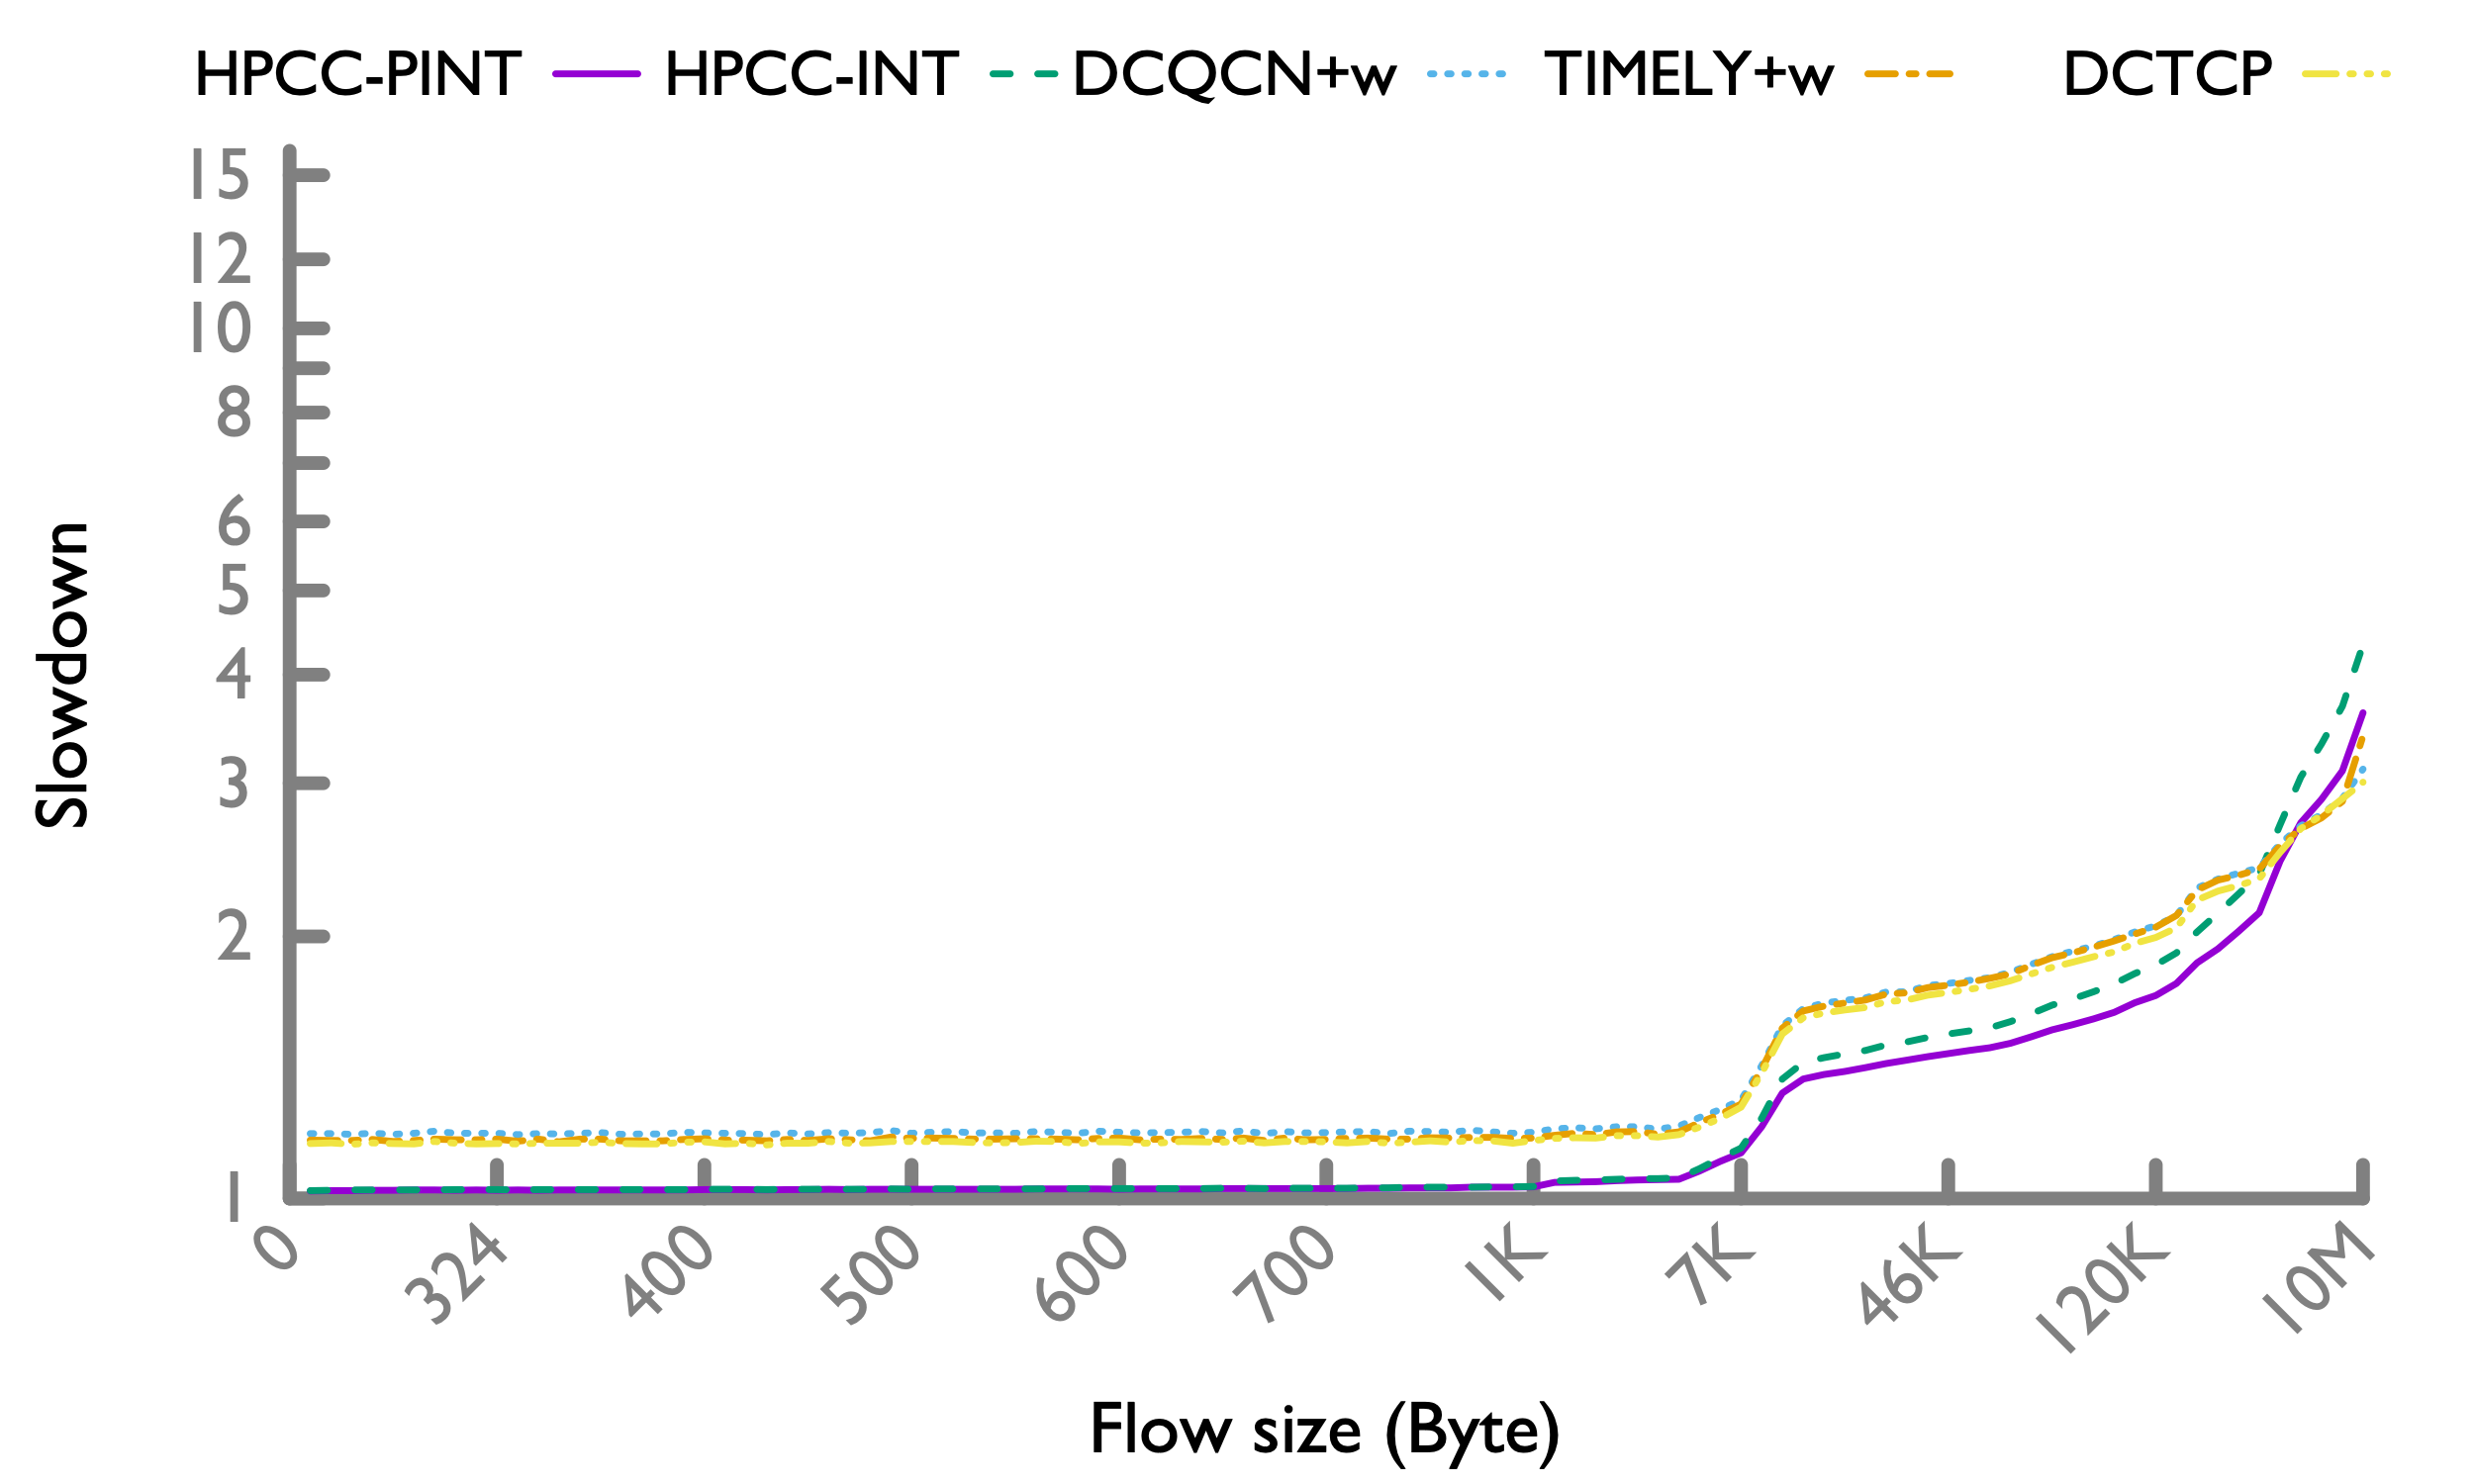 HPCC-PINT HPCC-INT DCQCN+w TIMELY+w DCTCP
15
12
10
8
6
5
4
3
2
1
Slowdown
0 324 400 500 600 700 1K 7K 46K 120K 10M
Flow size (Byte)